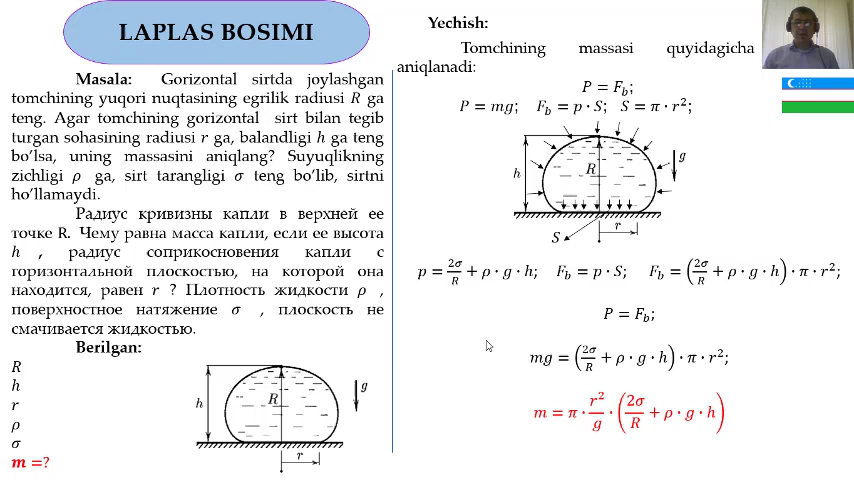 LAPLAS BOSIMI
Masala: Gorizontal sirtda joylashgan
tomchining yuqori nuqtasining egrilik radiusi R ga
teng. Agar tomchining gorizontal sirt bilan tegib
turgan sohasining radiusi r ga, balandligi h ga teng
bo'lsa, uning massasini aniqlang? Suyuqlikning
zichligi ρ ga, sirt tarangligi σ teng bo'lib, sirtni
ho'llamaydi.
Радиус кривизны капли в верхней ее
точке R. Чему равна масса капли, если ее высота
h , радиус соприкосновения капли с
горизонтальной плоскостью, на которой она
находится, равен r ? Плотность жидкости ρ ,
поверхностное натяжение σ , плоскость не
смачивается жидкостью.
Berilgan:
R
h
r
ρ
σ
m =?
h
R
g
r
Yechish:
Tomchining massasi quyidagicha
aniqlanadi:
P = F_b;
P = mg; F_b = p · S; S = π · r²;
h
R
g
r
S
p = 2σ/R + ρ · g · h; F_b = p · S; F_b = (2σ/R + ρ · g · h) · π · r²;
P = F_b;
mg = (2σ/R + ρ · g · h) · π · r²;
m = π · r²/g · (2σ/R + ρ · g · h)